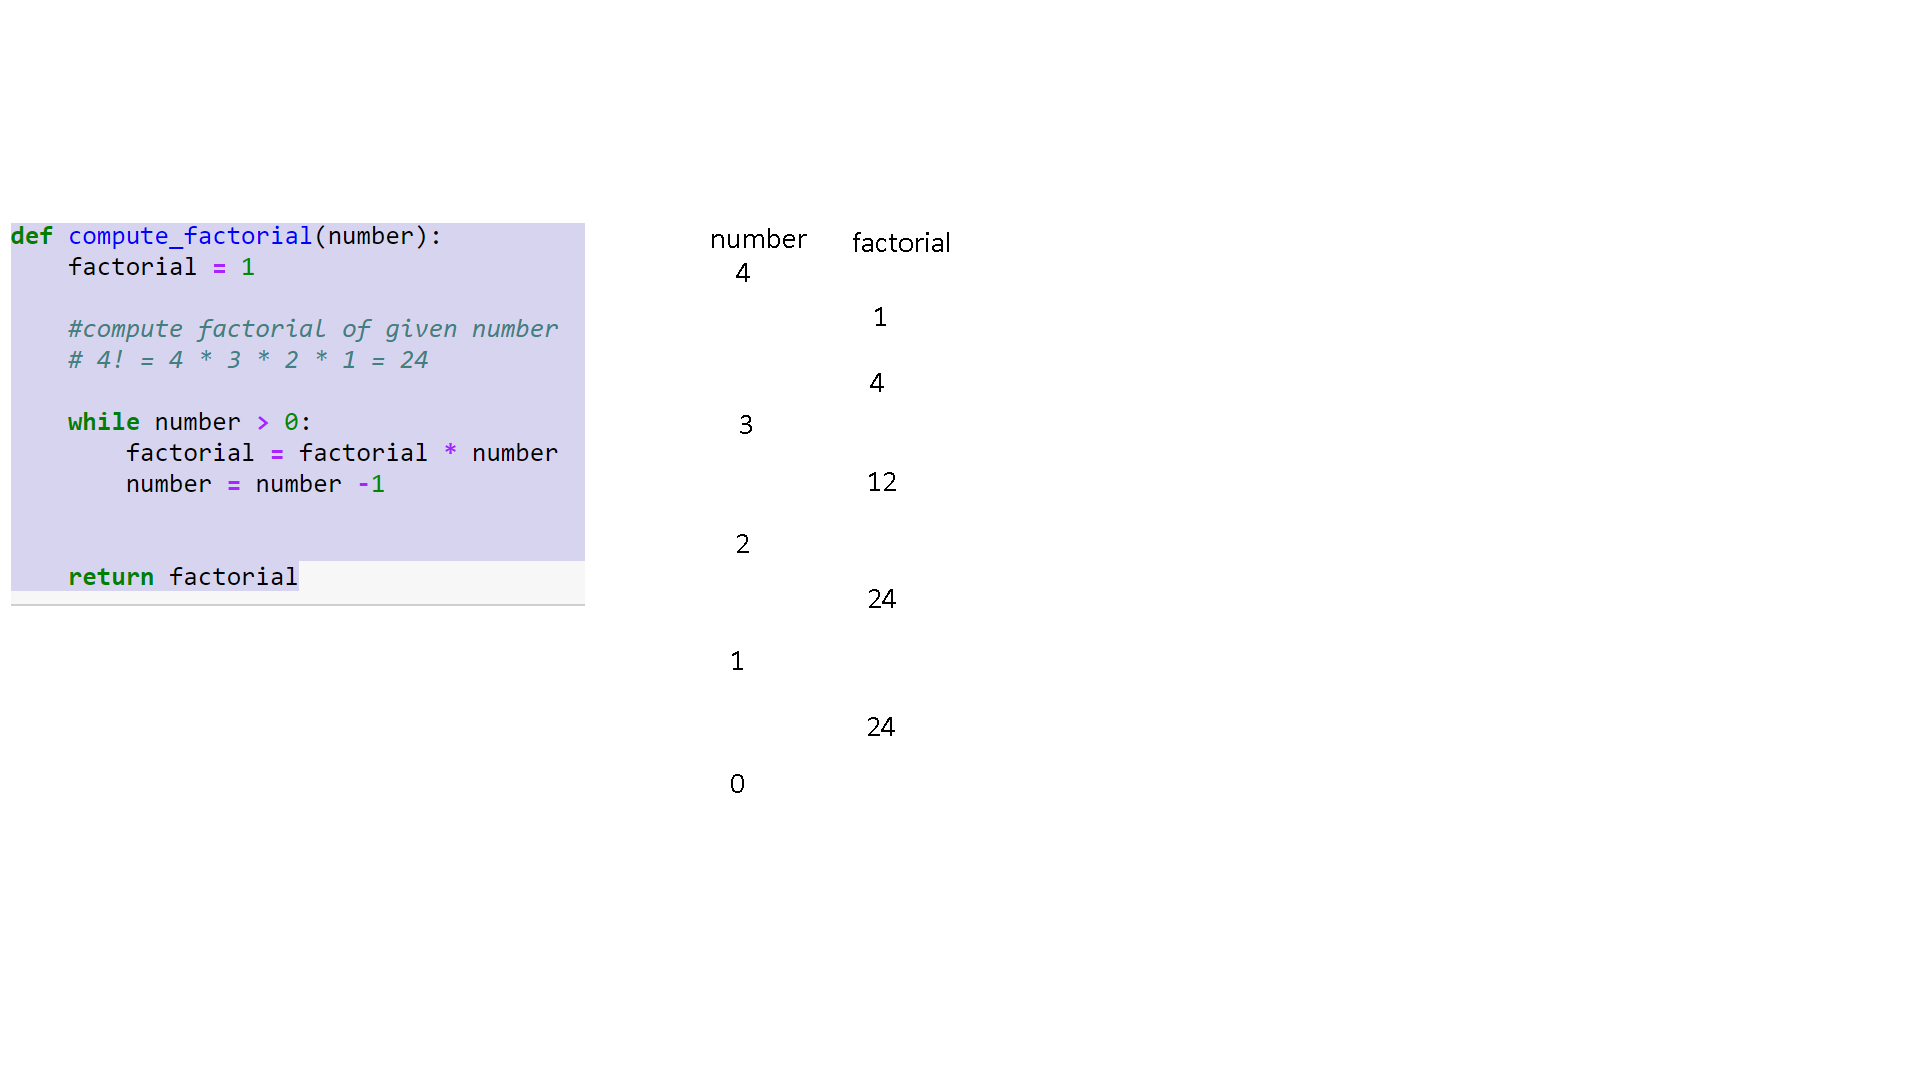 def compute_factorial(number):
    factorial = 1
    #compute factorial of given number
    # 4! = 4 * 3 * 2 * 1 = 24
    while number > 0:
        factorial = factorial * number
        number = number -1
    return factorial
number factorial
4
1
4
3
12
2
24
1
24
0